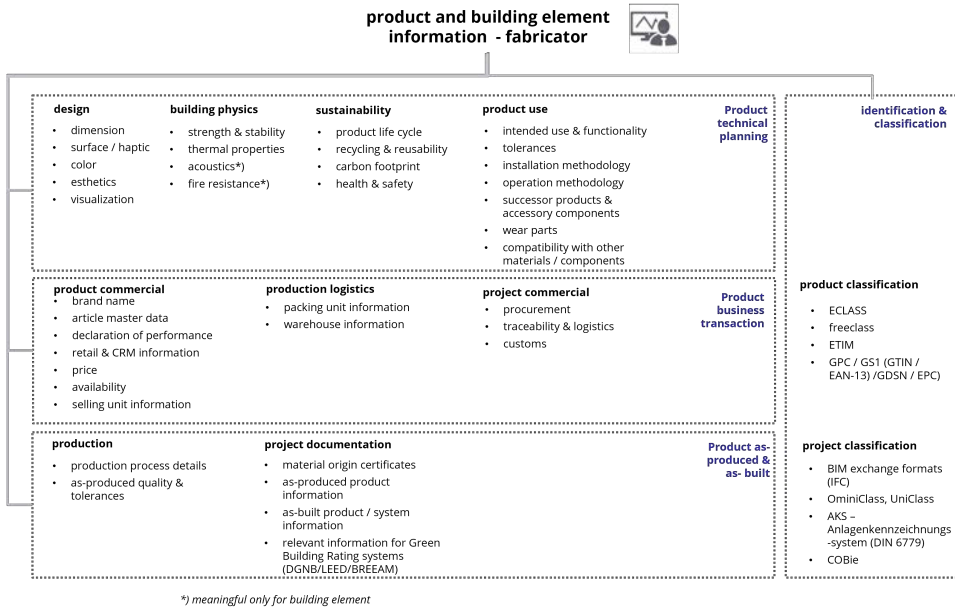 product and building element
information  - fabricator
design
• dimension
• surface / haptic
• color
• esthetics
• visualization
building physics
• strength & stability
• thermal properties
• acoustics*)
• fire resistance*)
sustainability
• product life cycle
• recycling & reusability
• carbon footprint
• health & safety
product use
• intended use & functionality
• tolerances
• installation methodology
• operation methodology
• successor products &
accessory components
• wear parts
• compatibility with other
materials / components
Product
technical
planning
product commercial
• brand name
• article master data
• declaration of performance
• retail & CRM information
• price
• availability
• selling unit information
production logistics
• packing unit information
• warehouse information
project commercial
• procurement
• traceability & logistics
• customs
Product
business
transaction
production
• production process details
• as-produced quality &
tolerances
project documentation
• material origin certificates
• as-produced product
information
• as-built product / system
information
• relevant information for Green
Building Rating systems
(DGNB/LEED/BREEAM)
Product as-
produced &
as- built
identification &
classification
product classification
• ECLASS
• freeclass
• ETIM
• GPC / GS1 (GTIN /
EAN-13) /GDSN / EPC)
project classification
• BIM exchange formats
(IFC)
• OminiClass, UniClass
• AKS –
Anlagenkennzeichnungs
-system (DIN 6779)
• COBie
*) meaningful only for building element